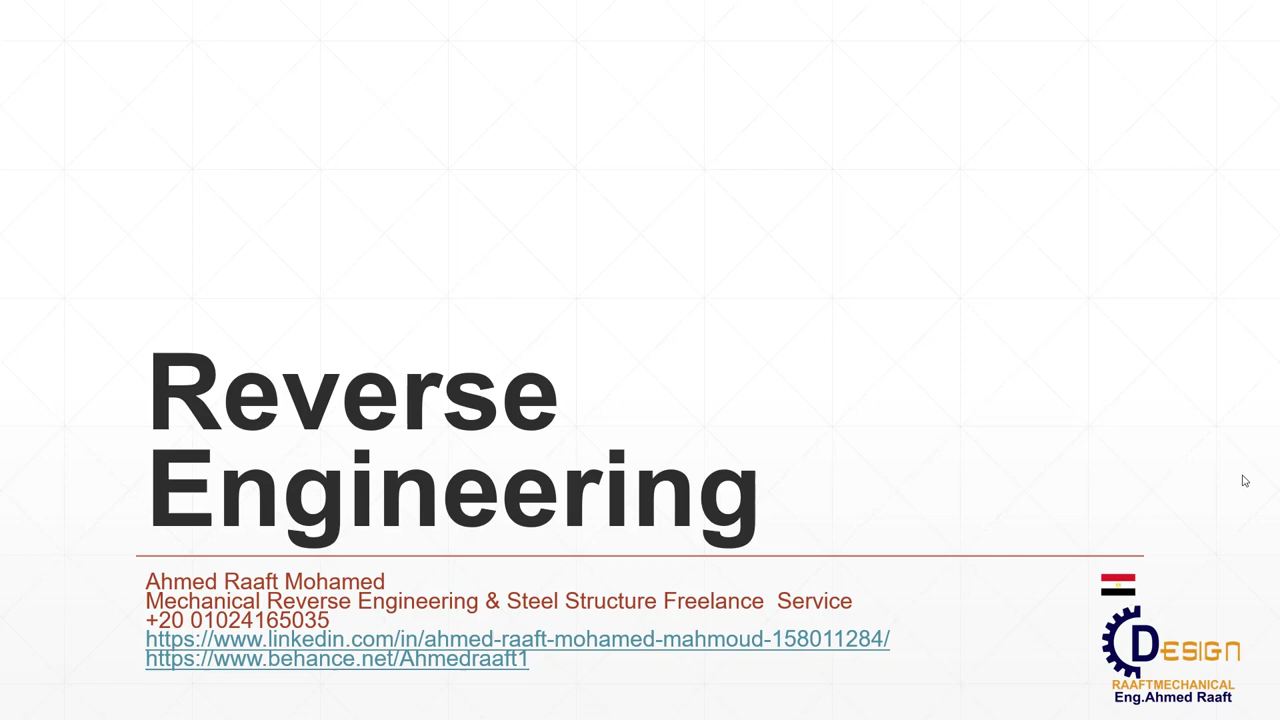 Reverse
Engineering
Ahmed Raaft Mohamed
Mechanical Reverse Engineering & Steel Structure Freelance  Service
+20 01024165035
https://www.linkedin.com/in/ahmed-raaft-mohamed-mahmoud-158011284/
https://www.behance.net/Ahmedraaft1
DESIGN
RAAFTMECHANICAL
Eng.Ahmed Raaft